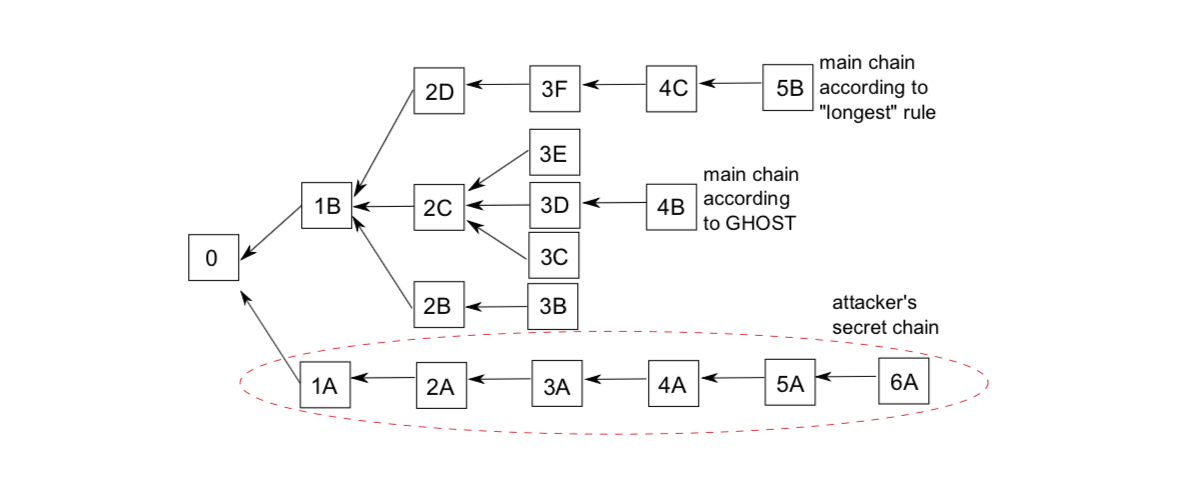 main chain
according to
"longest" rule
2D
3F
4C
5B
3E
main chain
according
to GHOST
1B
2C
3D
4B
0
3C
2B
3B
attacker's
secret chain
1A
2A
3A
4A
5A
6A